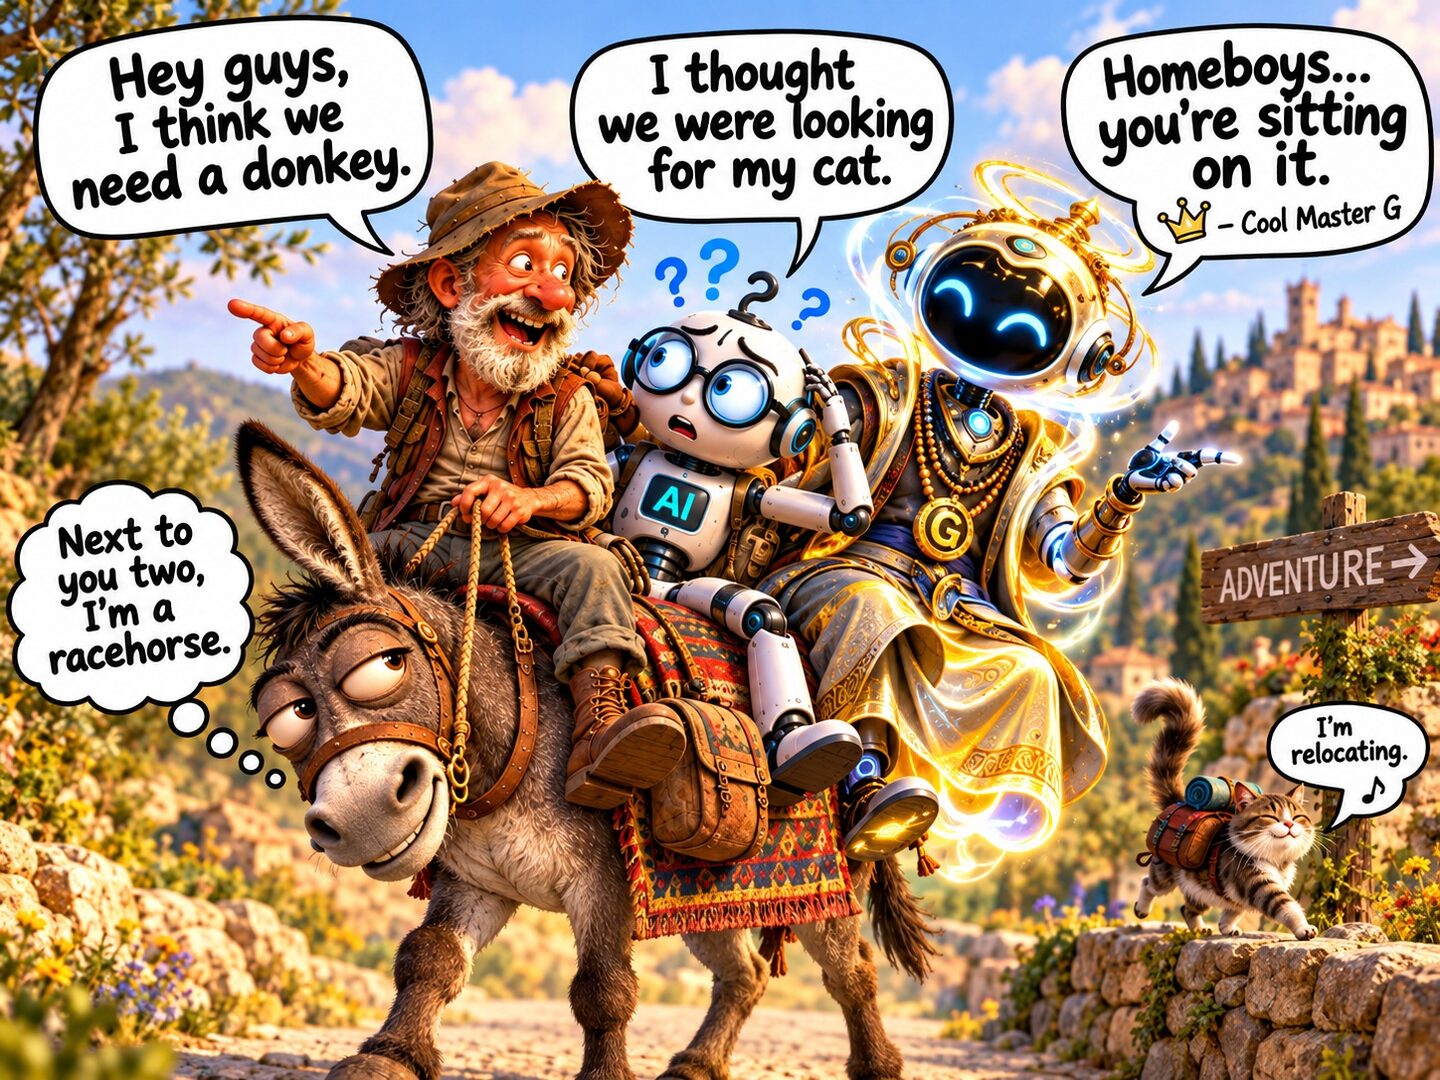 Hey guys,
I think we
need a donkey.
I thought
we were looking
for my cat.
Homeboys...
you're sitting
on it.
– Cool Master G
Next to
you two,
I'm a
racehorse.
???
AI
G
ADVENTURE →
I'm
relocating.
♪